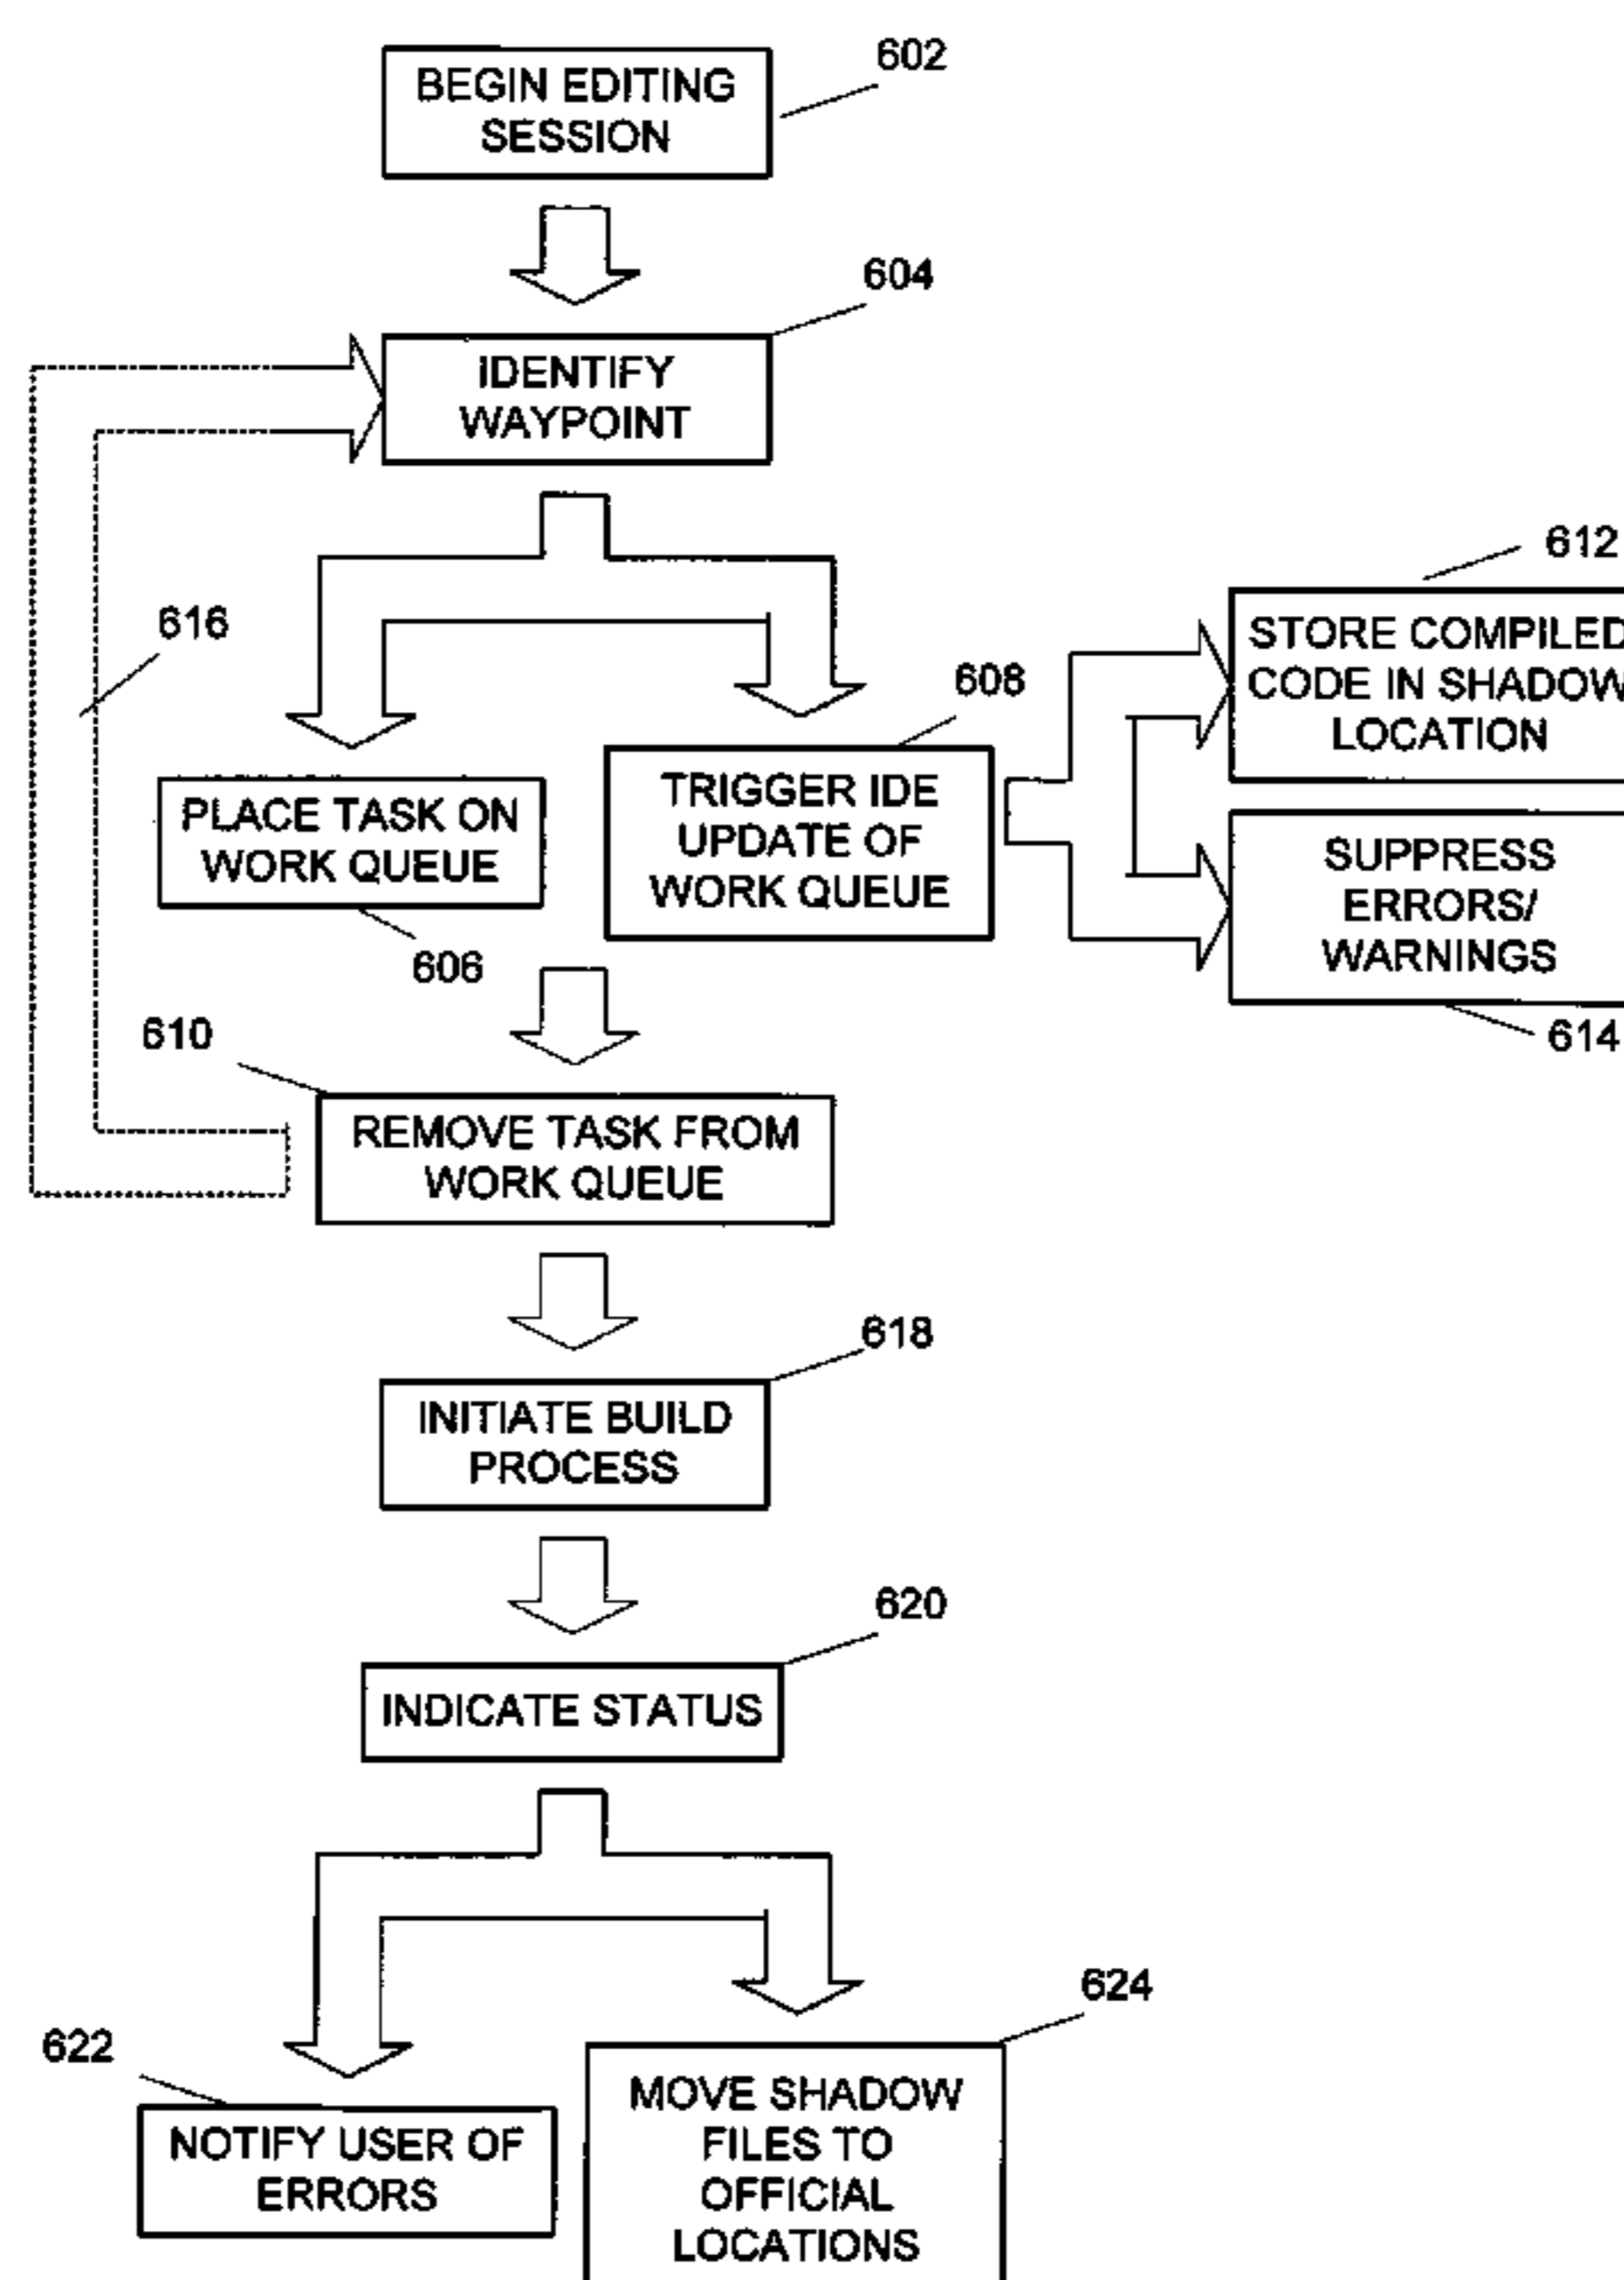 602
BEGIN EDITING
SESSION
604
IDENTIFY
WAYPOINT
612
STORE COMPILED
CODE IN SHADOW
LOCATION
616
608
PLACE TASK ON
WORK QUEUE
TRIGGER IDE
UPDATE OF
WORK QUEUE
SUPPRESS
ERRORS/
WARNINGS
606
610
614
REMOVE TASK FROM
WORK QUEUE
618
INITIATE BUILD
PROCESS
620
INDICATE STATUS
624
622
NOTIFY USER OF
ERRORS
MOVE SHADOW
FILES TO
OFFICIAL
LOCATIONS